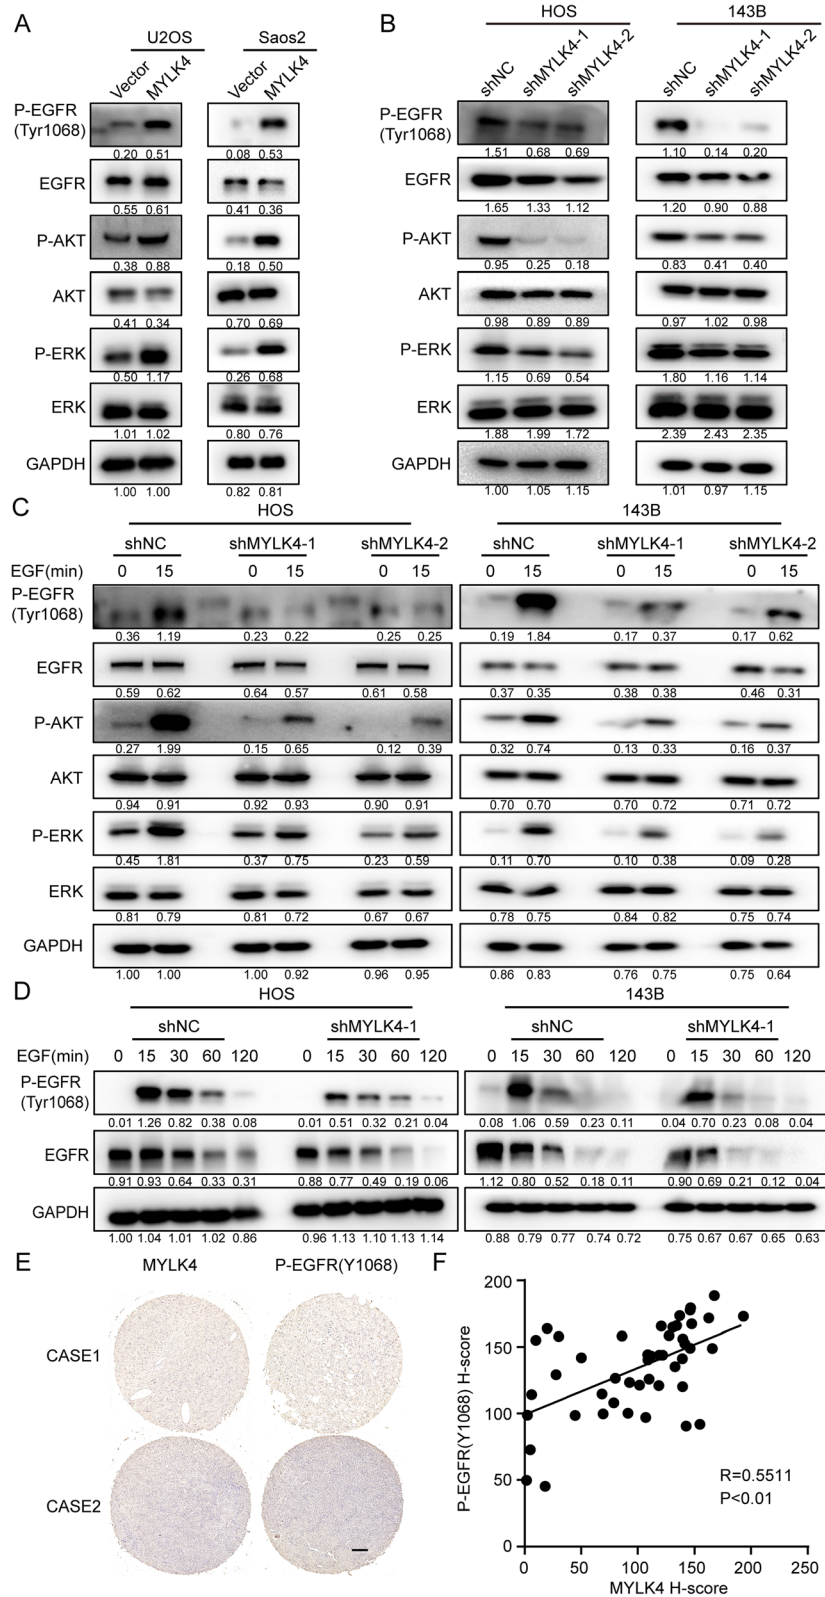 A
U2OS Saos2
Vector MYLK4 Vector MYLK4
P-EGFR
(Tyr1068)
0.20 0.51 0.08 0.53
EGFR
0.55 0.61 0.41 0.36
P-AKT
0.38 0.88 0.18 0.50
AKT
0.41 0.34 0.70 0.69
P-ERK
0.50 1.17 0.26 0.68
ERK
1.01 1.02 0.80 0.76
GAPDH
1.00 1.00 0.82 0.81
B
HOS 143B
shNC shMYLK4-1 shMYLK4-2 shNC shMYLK4-1 shMYLK4-2
P-EGFR
(Tyr1068)
1.51 0.68 0.69 1.10 0.14 0.20
EGFR
1.65 1.33 1.12 1.20 0.90 0.88
P-AKT
0.95 0.25 0.18 0.83 0.41 0.40
AKT
0.98 0.89 0.89 0.97 1.02 0.98
P-ERK
1.15 0.69 0.54 1.80 1.16 1.14
ERK
1.88 1.99 1.72 2.39 2.43 2.35
GAPDH
1.00 1.05 1.15 1.01 0.97 1.15
C
HOS 143B
shNC shMYLK4-1 shMYLK4-2 shNC shMYLK4-1 shMYLK4-2
EGF(min) 0 15 0 15 0 15 0 15 0 15 0 15
P-EGFR
(Tyr1068)
0.36 1.19 0.23 0.22 0.25 0.25 0.19 1.84 0.17 0.37 0.17 0.62
EGFR
0.59 0.62 0.64 0.57 0.61 0.58 0.37 0.35 0.38 0.38 0.46 0.31
P-AKT
0.27 1.99 0.15 0.65 0.12 0.39 0.32 0.74 0.13 0.33 0.16 0.37
AKT
0.94 0.91 0.92 0.93 0.90 0.91 0.70 0.70 0.70 0.72 0.71 0.72
P-ERK
0.45 1.81 0.37 0.75 0.23 0.59 0.11 0.70 0.10 0.38 0.09 0.28
ERK
0.81 0.79 0.81 0.72 0.67 0.67 0.78 0.75 0.84 0.82 0.75 0.74
GAPDH
1.00 1.00 1.00 0.92 0.96 0.95 0.86 0.83 0.76 0.75 0.75 0.64
D
HOS 143B
shNC shMYLK4-1 shNC shMYLK4-1
EGF(min) 0 15 30 60 120 0 15 30 60 120 0 15 30 60 120 0 15 30 60 120
P-EGFR
(Tyr1068)
0.01 1.26 0.82 0.38 0.08 0.01 0.51 0.32 0.21 0.04 0.08 1.06 0.59 0.23 0.11 0.04 0.70 0.23 0.08 0.04
EGFR
0.91 0.93 0.64 0.33 0.31 0.88 0.77 0.49 0.19 0.06 1.12 0.80 0.52 0.18 0.11 0.90 0.67 0.21 0.12 0.04
GAPDH
1.00 1.04 1.01 1.02 0.86 0.96 1.13 1.10 1.13 1.14 0.88 0.79 0.77 0.74 0.72 0.75 0.67 0.67 0.65 0.63
E
MYLK4 P-EGFR(Y1068)
CASE1
CASE2
F
P-EGFR(Y1068) H-score
200
150
100
50
0
R=0.5511
P<0.01
0 50 100 150 200 250
MYLK4 H-score